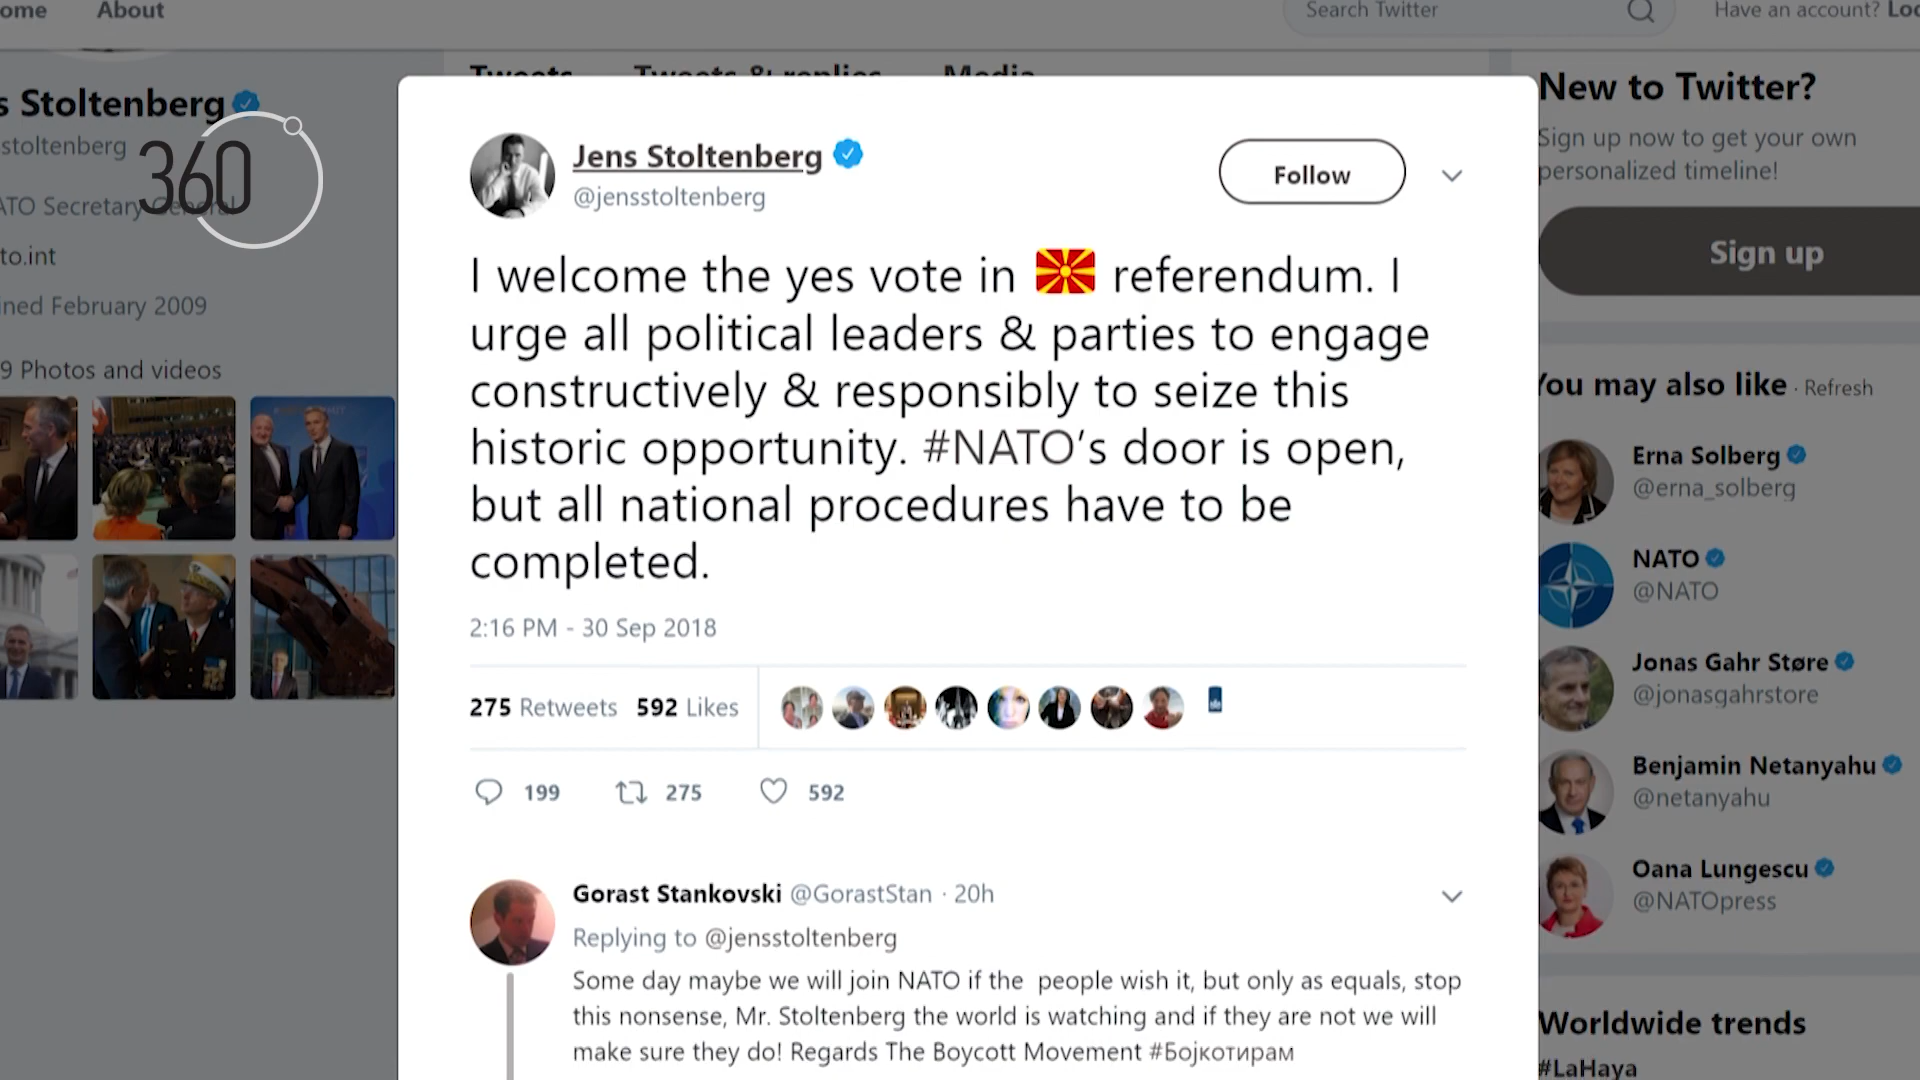 ome About Search Twitter Have an account? Loc
Tweets Tweets & replies Media
s Stoltenberg
stoltenberg
360
ATO Secretary General
to.int
ined February 2009
9 Photos and videos
Jens Stoltenberg
@jensstoltenberg
Follow
I welcome the yes vote in 🇲🇰 referendum. I
urge all political leaders & parties to engage
constructively & responsibly to seize this
historic opportunity. #NATO’s door is open,
but all national procedures have to be
completed.
2:16 PM - 30 Sep 2018
275 Retweets 592 Likes
199 275 592
Gorast Stankovski @GorastStan · 20h
Replying to @jensstoltenberg
Some day maybe we will join NATO if the people wish it, but only as equals, stop
this nonsense, Mr. Stoltenberg the world is watching and if they are not we will
make sure they do! Regards The Boycott Movement #Бојкотирам
New to Twitter?
Sign up now to get your own
personalized timeline!
Sign up
You may also like · Refresh
Erna Solberg
@erna_solberg
NATO
@NATO
Jonas Gahr Støre
@jonasgahrstore
Benjamin Netanyahu
@netanyahu
Oana Lungescu
@NATOpress
Worldwide trends
#LaHaya